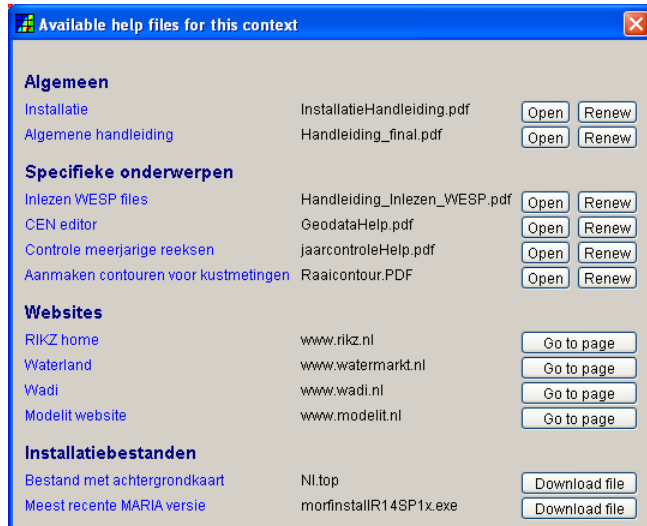 Available help files for this context
Algemeen
Installatie InstallatieHandleiding.pdf Open Renew
Algemene handleiding Handleiding_final.pdf Open Renew
Specifieke onderwerpen
Inlezen WESP files Handleiding_Inlezen_WESP.pdf Open Renew
CEN editor GeodataHelp.pdf Open Renew
Controle meerjarige reeksen jaarcontroleHelp.pdf Open Renew
Aanmaken contouren voor kustmetingen Raaicontour.PDF Open Renew
Websites
RIKZ home www.rikz.nl Go to page
Waterland www.watermarkt.nl Go to page
Wadi www.wadi.nl Go to page
Modelit website www.modelit.nl Go to page
Installatiebestanden
Bestand met achtergrondkaart Nl.top Download file
Meest recente MARIA versie morfinstallR14SP1x.exe Download file